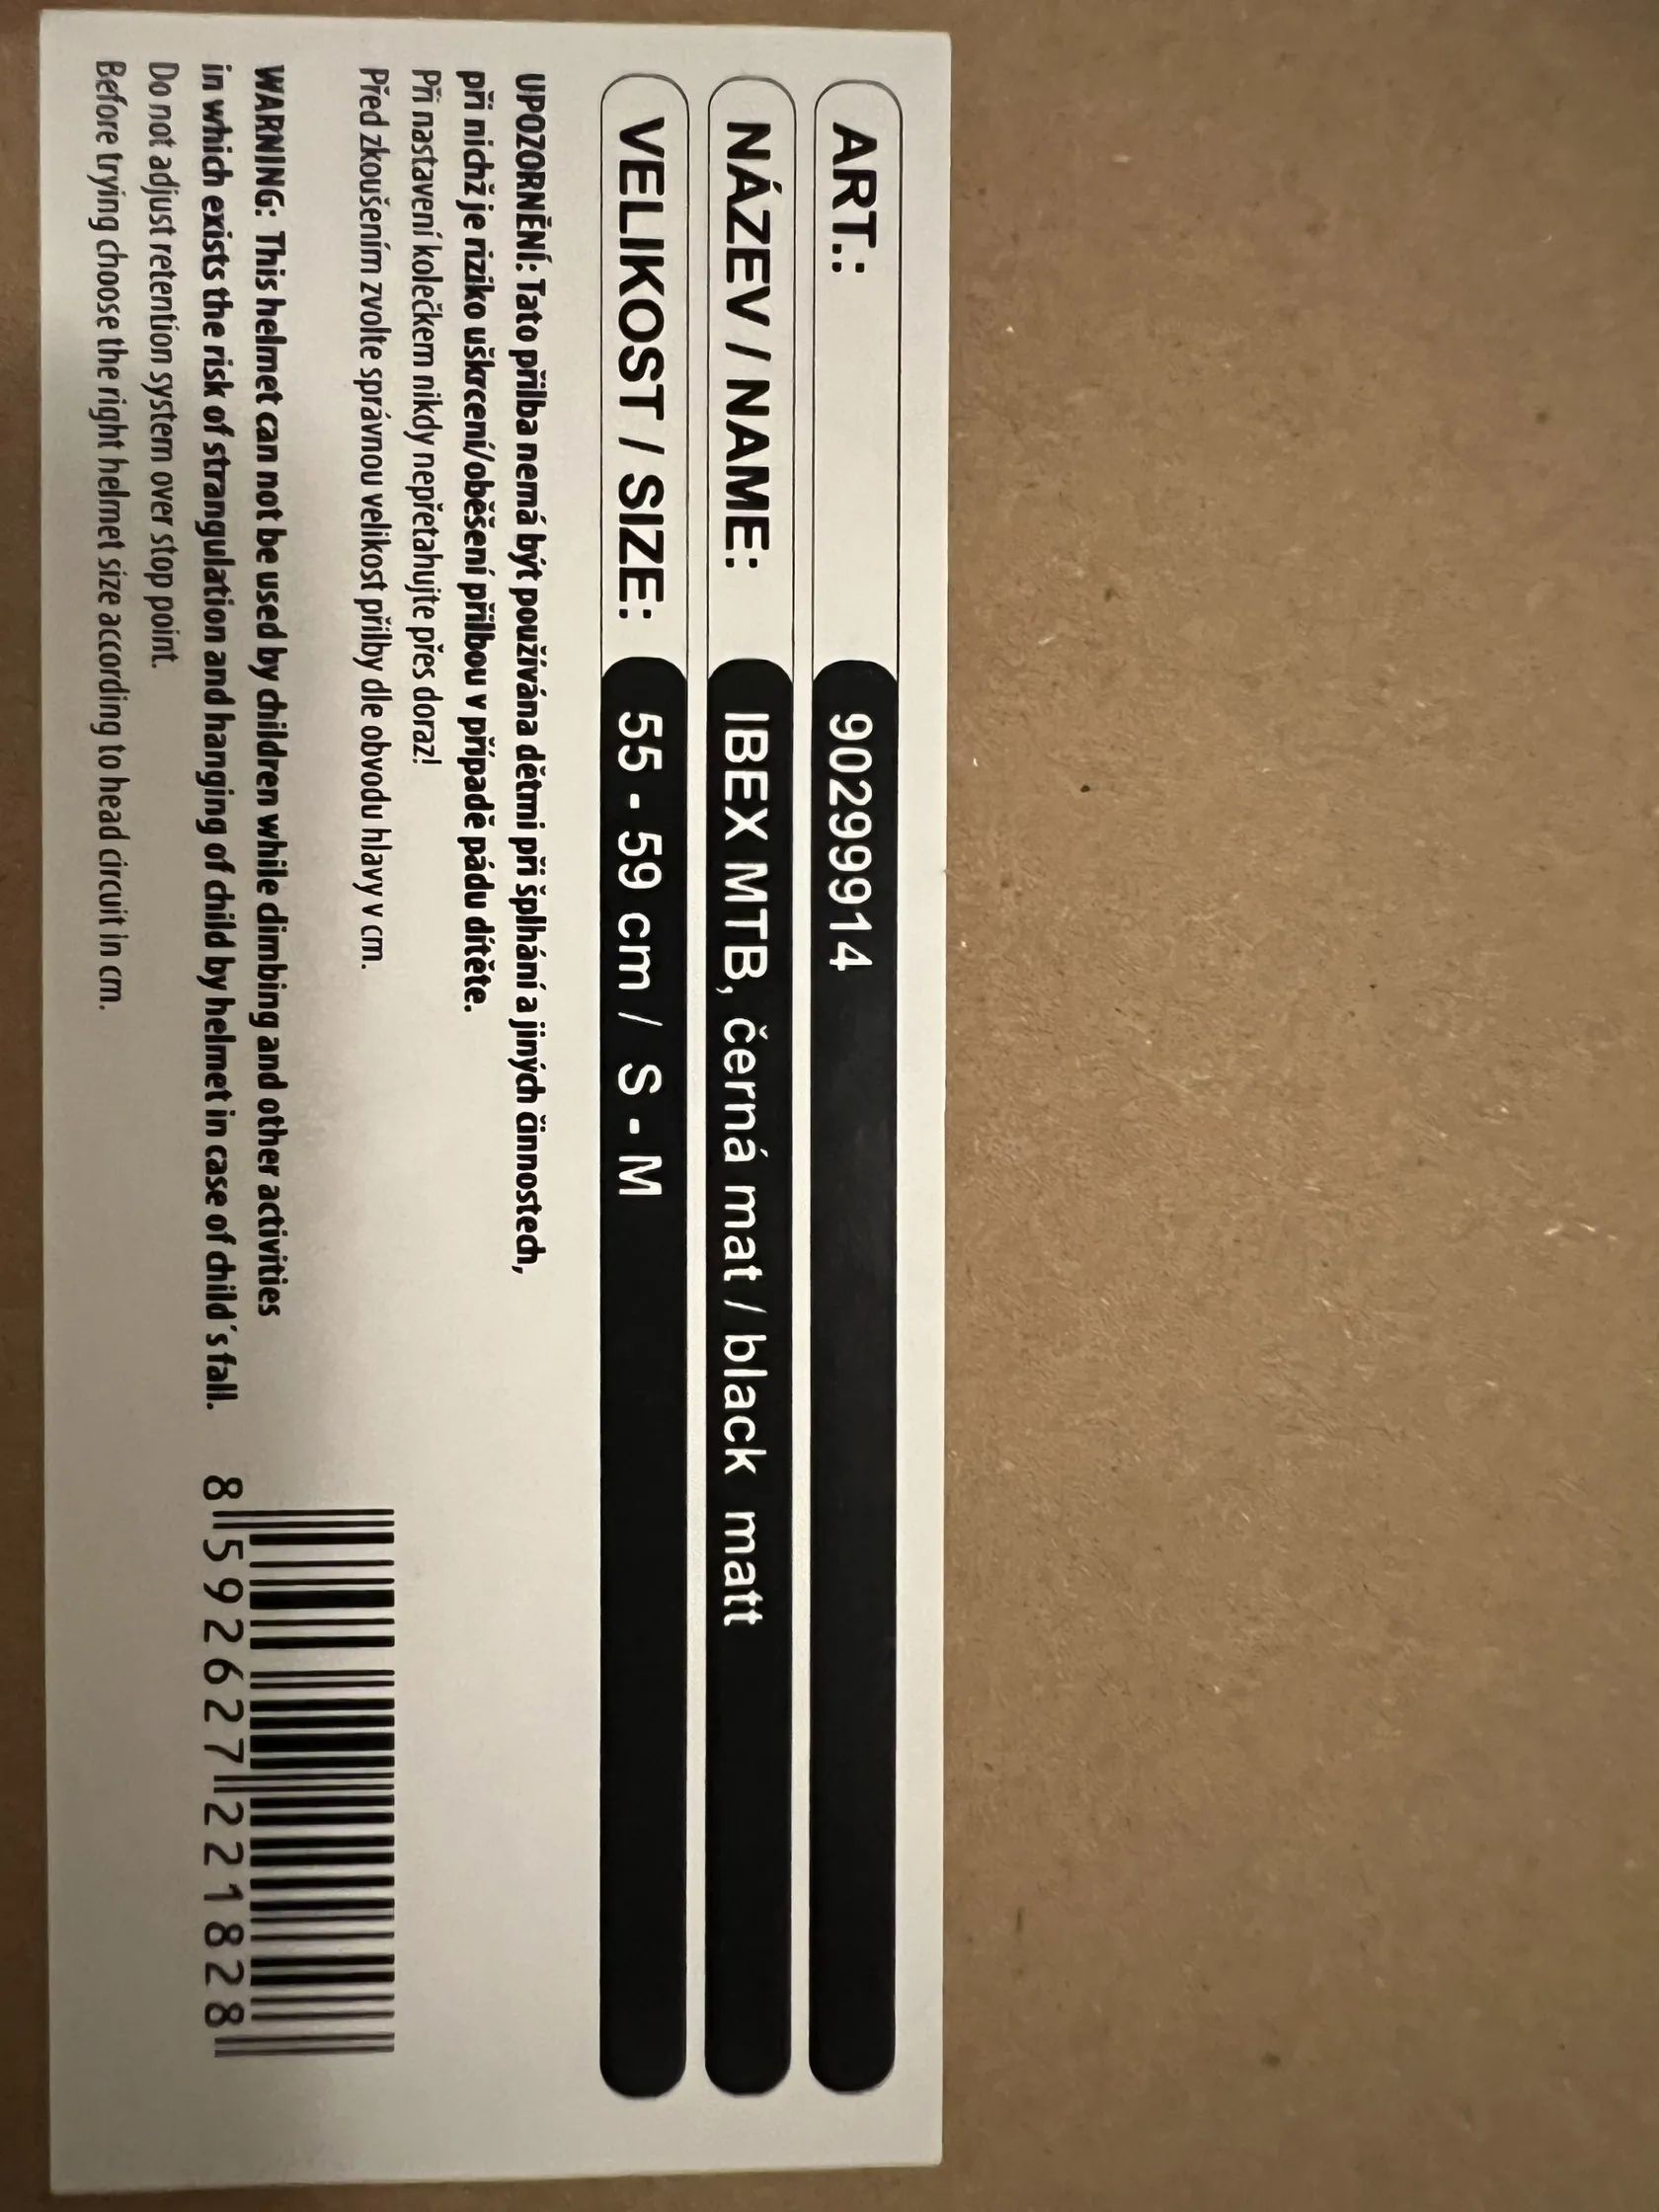 ART.: 90299914
NÁZEV / NAME: IBEX MTB, černá mat / black matt
VELIKOST / SIZE: 55 - 59 cm / S - M
UPOZORNĚNÍ: Tato přilba nemá být používána dětmi při šplhání a jiných činnostech,
při nichž je riziko uškrcení/oběšení přilbou v případě pádu dítěte.
Při nastavení kolečkem nikdy nepřetahujte přes doraz!
Před zkoušením zvolte správnou velikost přilby dle obvodu hlavy v cm.
WARNING: This helmet can not be used by children while climbing and other activities
in which exists the risk of strangulation and hanging of child by helmet in case of child´s fall.
Do not adjust retention system over stop point.
Before trying choose the right helmet size according to head circuit in cm.
8 592627 221828